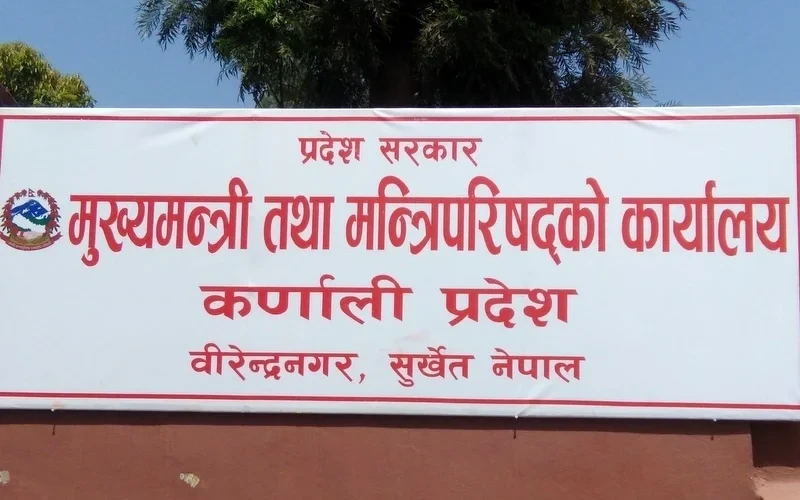 प्रदेश सरकार
मुख्यमन्त्री तथा मन्त्रिपरिषद्को कार्यालय
कर्णाली प्रदेश
वीरेन्द्रनगर, सुर्खेत नेपाल